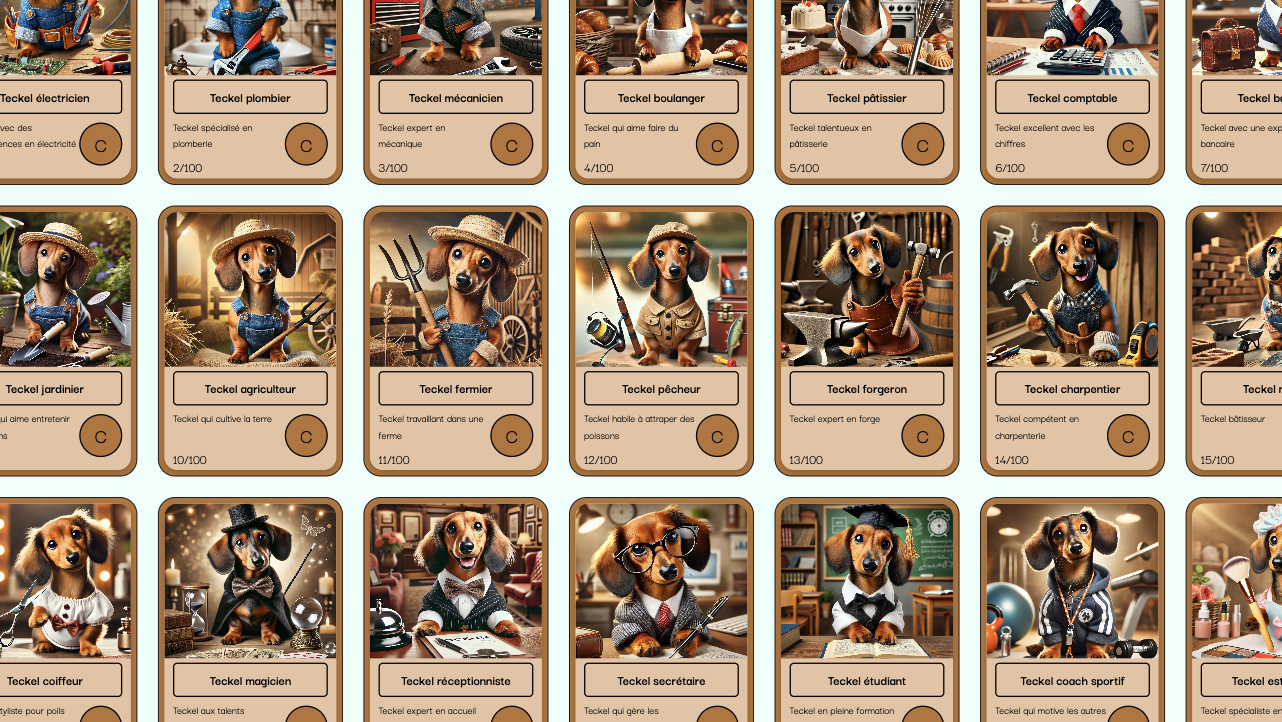 Teckel électricien
vec des
ences en électricité
C
Teckel plombier
Teckel spécialisé en
plomberie
C
2/100
Teckel mécanicien
Teckel expert en
mécanique
C
3/100
Teckel boulanger
Teckel qui aime faire du
pain
C
4/100
Teckel pâtissier
Teckel talentueux en
pâtisserie
C
5/100
Teckel comptable
Teckel excellent avec les
chiffres
C
6/100
Teckel ba
Teckel avec une exp
bancaire
7/100
Teckel jardinier
ui aime entretenir
ns
C
Teckel agriculteur
Teckel qui cultive la terre
C
10/100
Teckel fermier
Teckel travaillant dans une
ferme
C
11/100
Teckel pêcheur
Teckel habile à attraper des
poissons
C
12/100
Teckel forgeron
Teckel expert en forge
C
13/100
Teckel charpentier
Teckel compétent en
charpenterie
C
14/100
Teckel
Teckel bâtisseur
15/100
Teckel coiffeur
tyliste pour poils
Teckel magicien
Teckel aux talents
Teckel réceptionniste
Teckel expert en accueil
Teckel secrétaire
Teckel qui gère les
Teckel étudiant
Teckel en pleine formation
Teckel coach sportif
Teckel qui motive les autres
Teckel est
Teckel spécialiste en